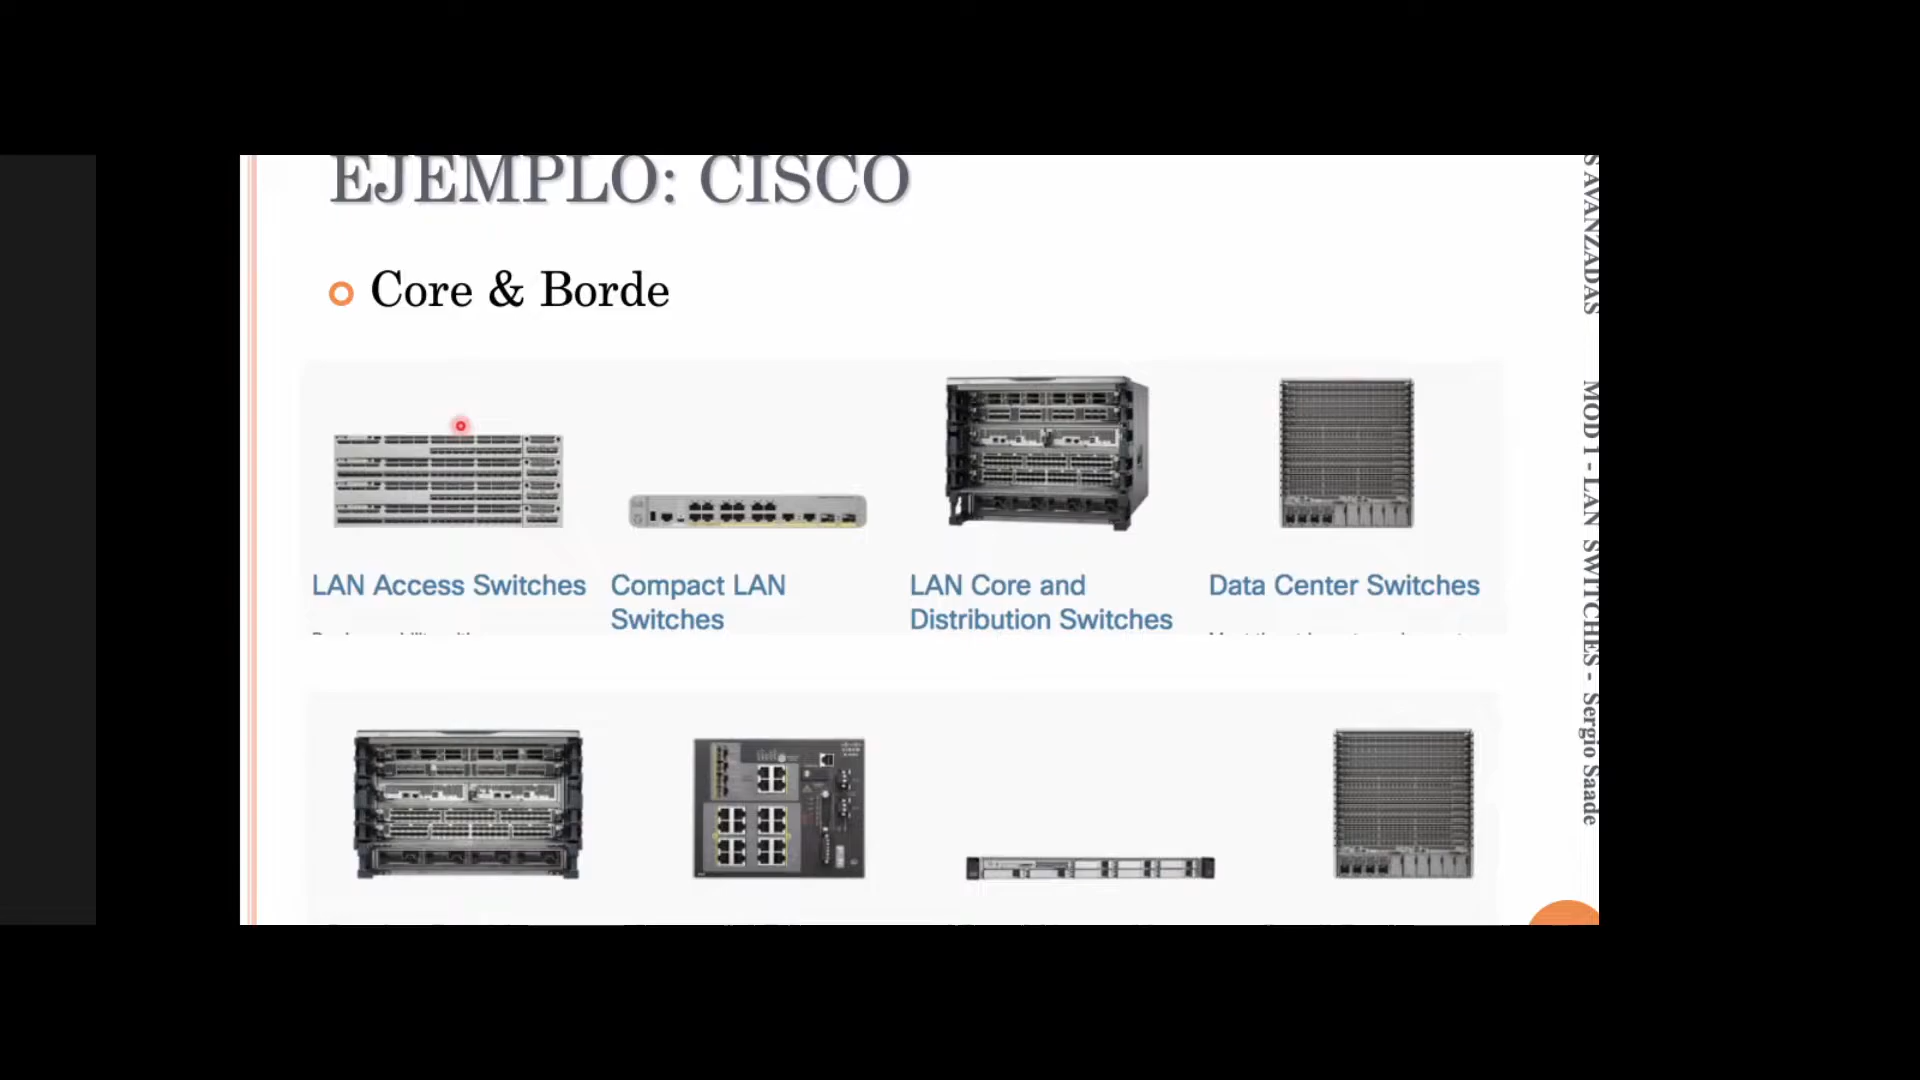 EJEMPLO: CISCO
Core & Borde
LAN Access Switches
Compact LAN
Switches
LAN Core and
Distribution Switches
Data Center Switches
S AVANZADAS MOD 1 - LAN SWITCHES - Sergio Saade